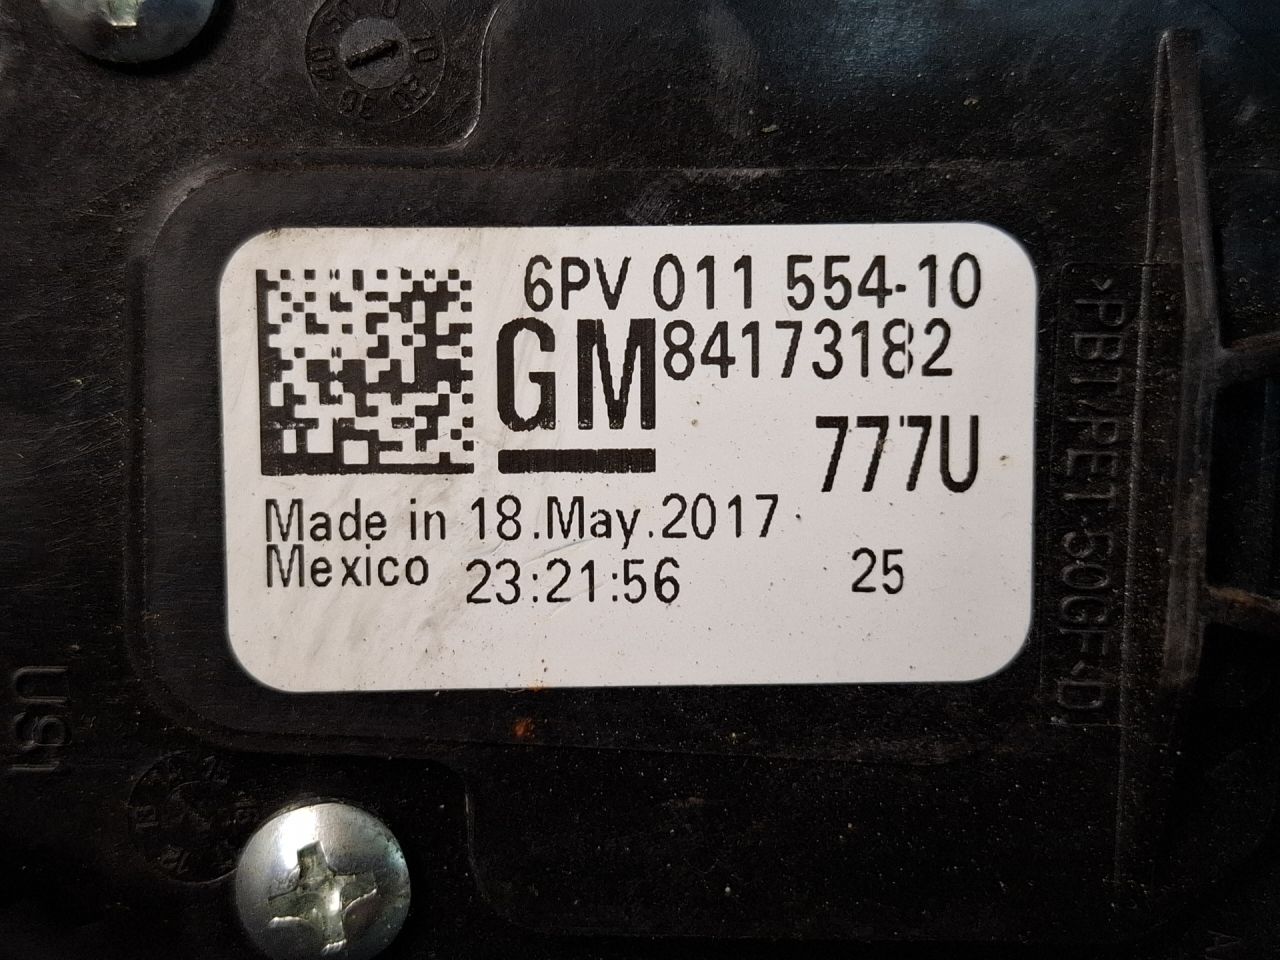 6PV 011 554-10
GM 84173182
777U
Made in 18.May.2017
Mexico 23:21:56 25
>PBT/PET-50GF<